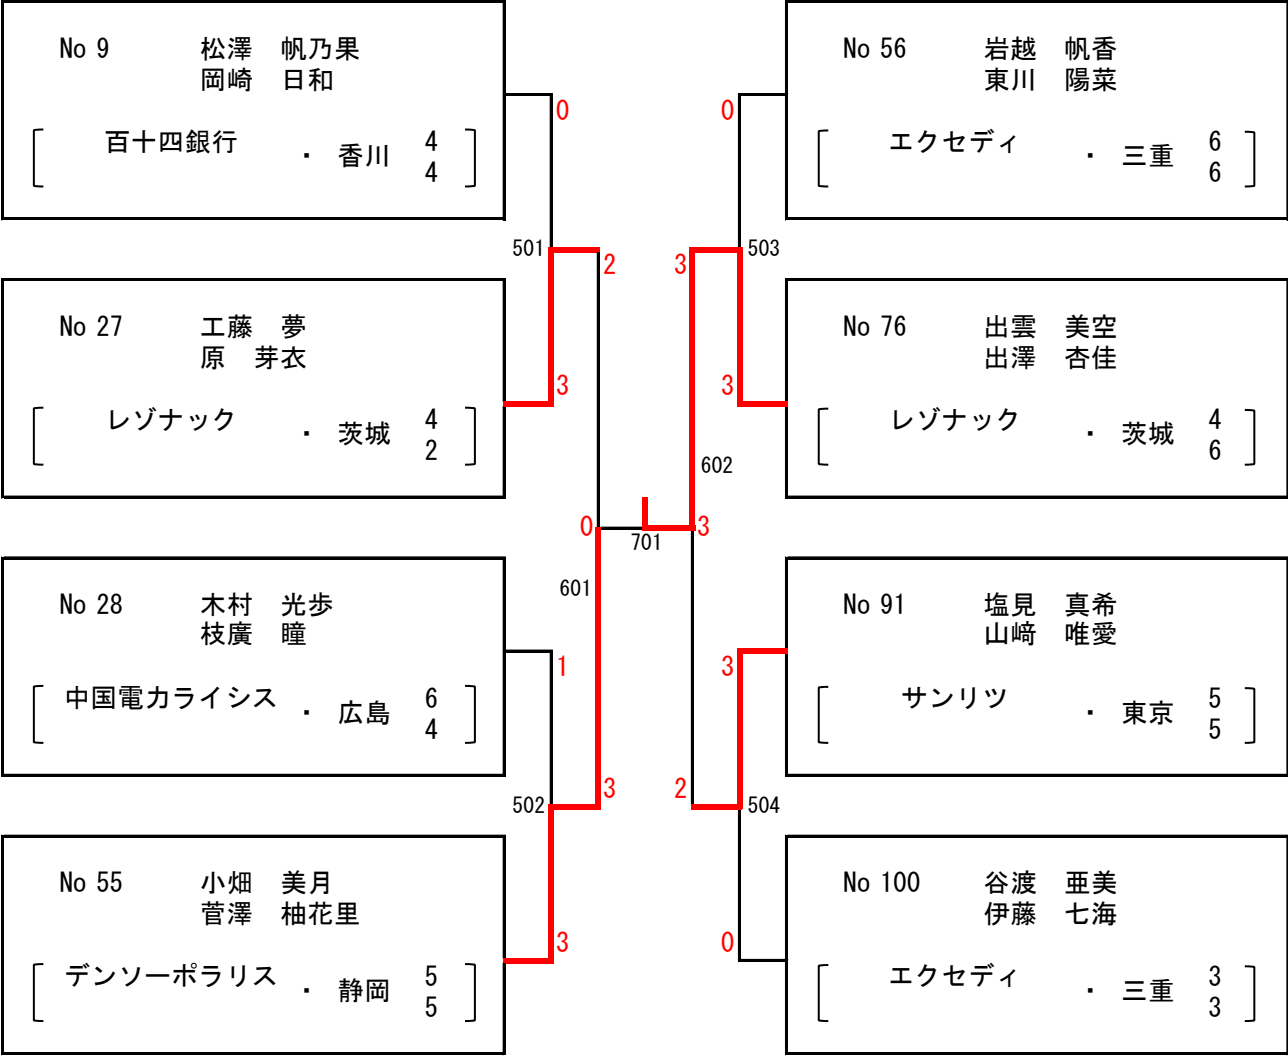 No 9 松澤 帆乃果
岡崎 日和
百十四銀行 ・ 香川 4
4
No 27 工藤 夢
原 芽衣
レゾナック ・ 茨城 4
2
No 28 木村 光歩
枝廣 瞳
中国電力ライシス ・ 広島 6
4
No 55 小畑 美月
菅澤 柚花里
デンソーポラリス ・ 静岡 5
5
0
501
2
3
0
601
1
502
3
3
701
0
3
503
3
602
3
3
2
504
0
No 56 岩越 帆香
東川 陽菜
エクセディ ・ 三重 6
6
No 76 出雲 美空
出澤 杏佳
レゾナック ・ 茨城 4
6
No 91 塩見 真希
山﨑 唯愛
サンリツ ・ 東京 5
5
No 100 谷渡 亜美
伊藤 七海
エクセディ ・ 三重 3
3